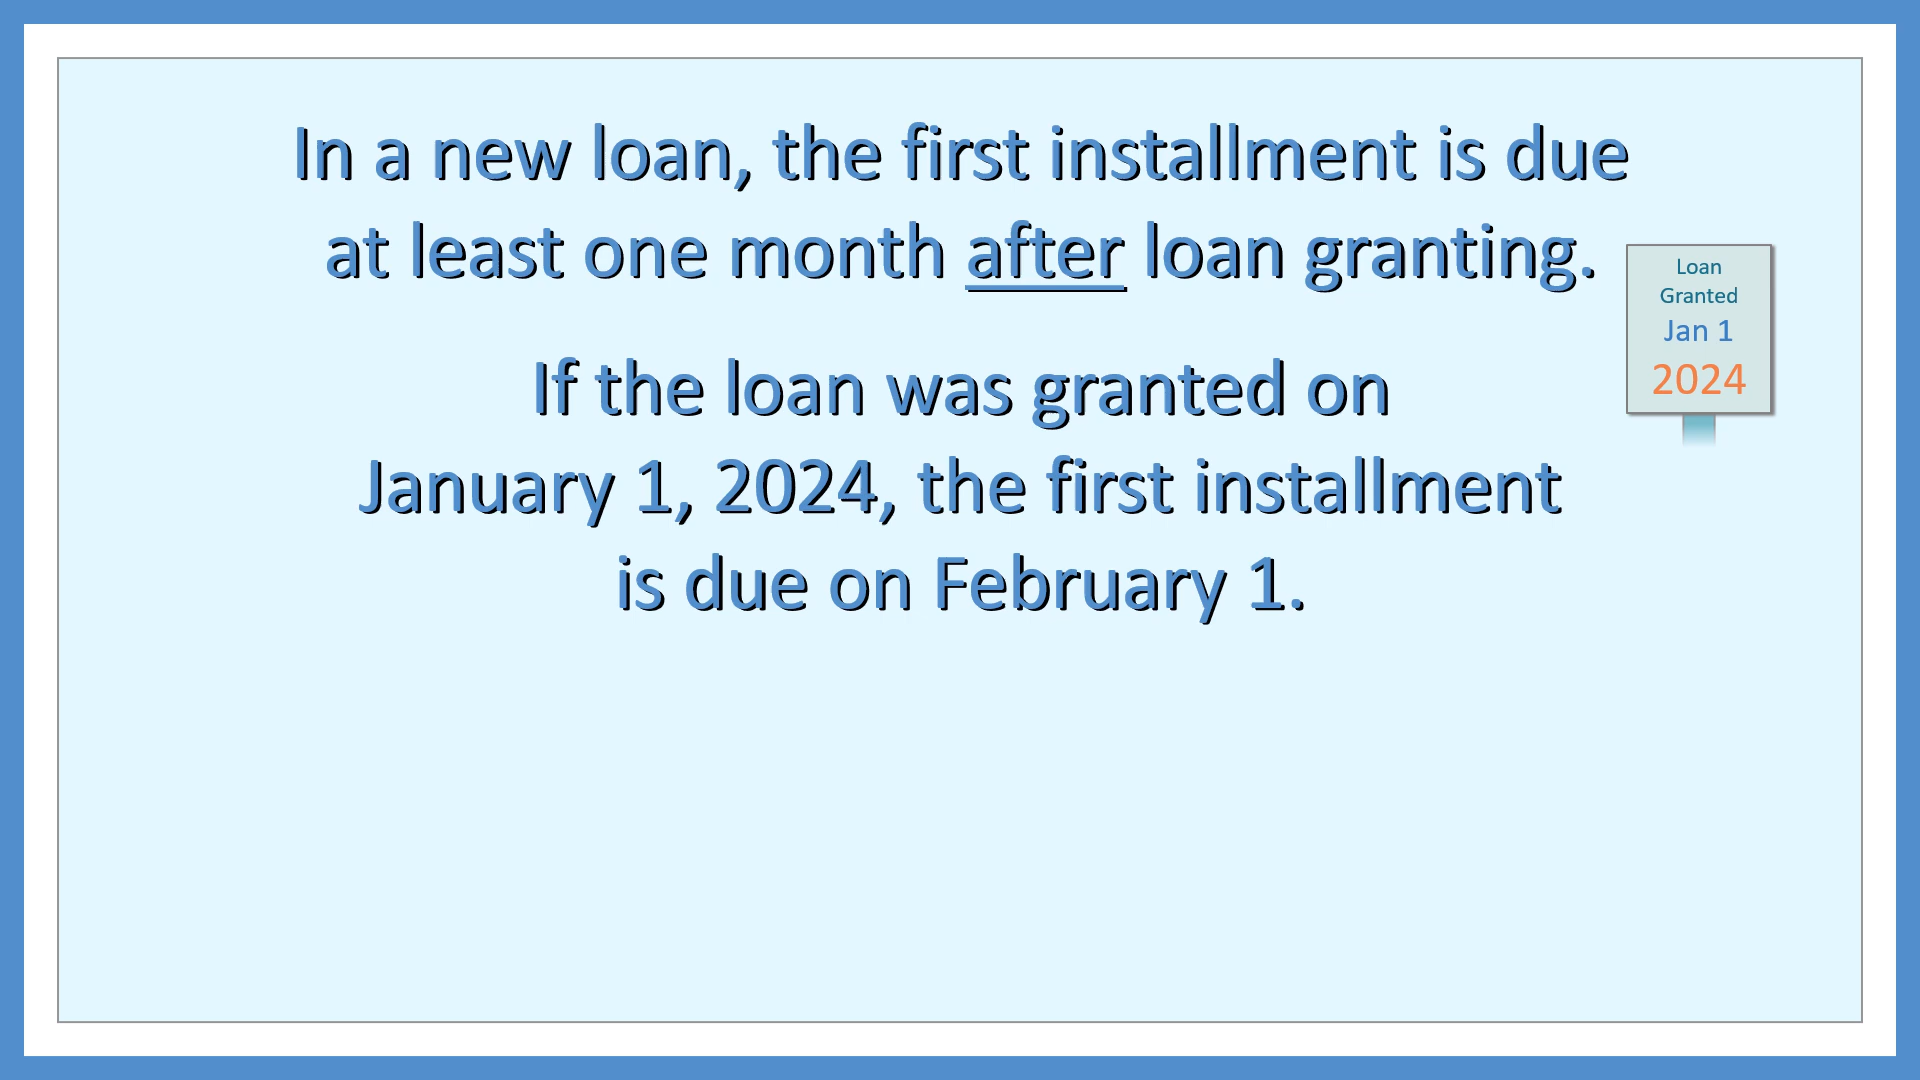 In a new loan, the first installment is due
at least one month after loan granting.
Loan
Granted
Jan 1
2024
If the loan was granted on
January 1, 2024, the first installment
is due on February 1.